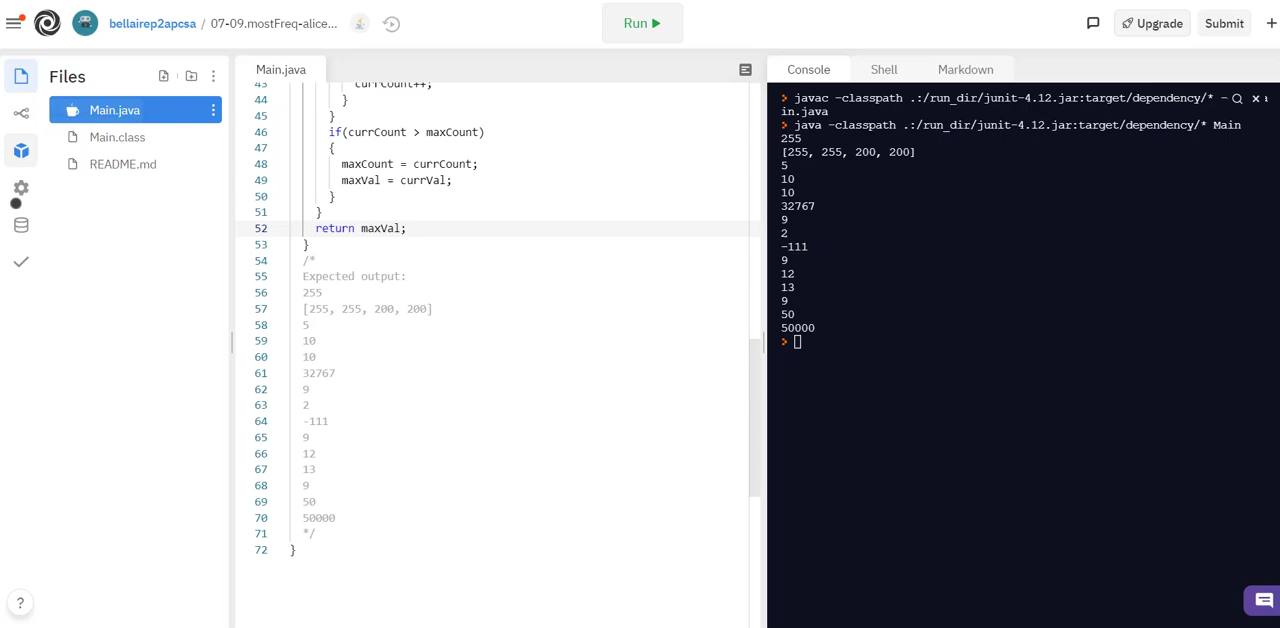 bellairep2apcsa / 07-09.mostFreq-alice...
Run
Upgrade
Submit
Files
Main.java
Main.class
README.md
Main.java
43 currCount++;
44 }
45 }
46 if(currCount > maxCount)
47 {
48 maxCount = currCount;
49 maxVal = currVal;
50 }
51 }
52 return maxVal;
53 }
54 /*
55 Expected output:
56 255
57 [255, 255, 200, 200]
58 5
59 10
60 10
61 32767
62 9
63 2
64 -111
65 9
66 12
67 13
68 9
69 50
70 50000
71 */
72 }
?
Console Shell Markdown
> javac -classpath .:/run_dir/junit-4.12.jar:target/dependency/* -
in.java
> java -classpath .:/run_dir/junit-4.12.jar:target/dependency/* Main
255
[255, 255, 200, 200]
5
10
10
32767
9
2
-111
9
12
13
9
50
50000
>